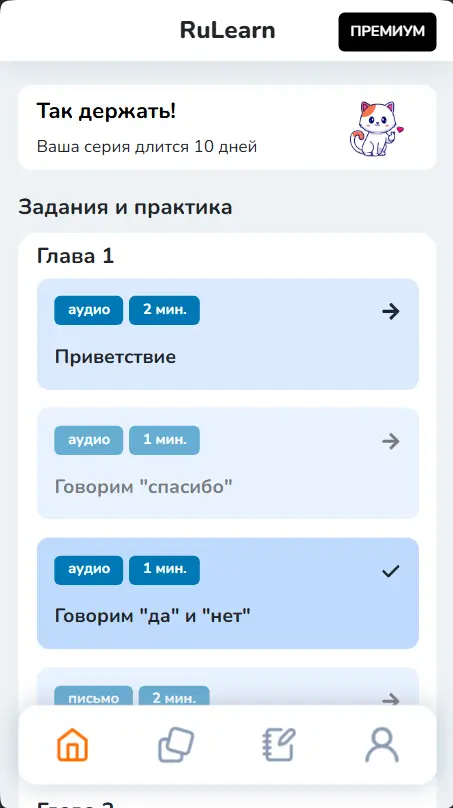 RuLearn
ПРЕМИУМ
Так держать!
Ваша серия длится 10 дней
Задания и практика
Глава 1
аудио 2 мин.
Приветствие
аудио 1 мин.
Говорим "спасибо"
аудио 1 мин.
Говорим "да" и "нет"
письмо 2 мин.